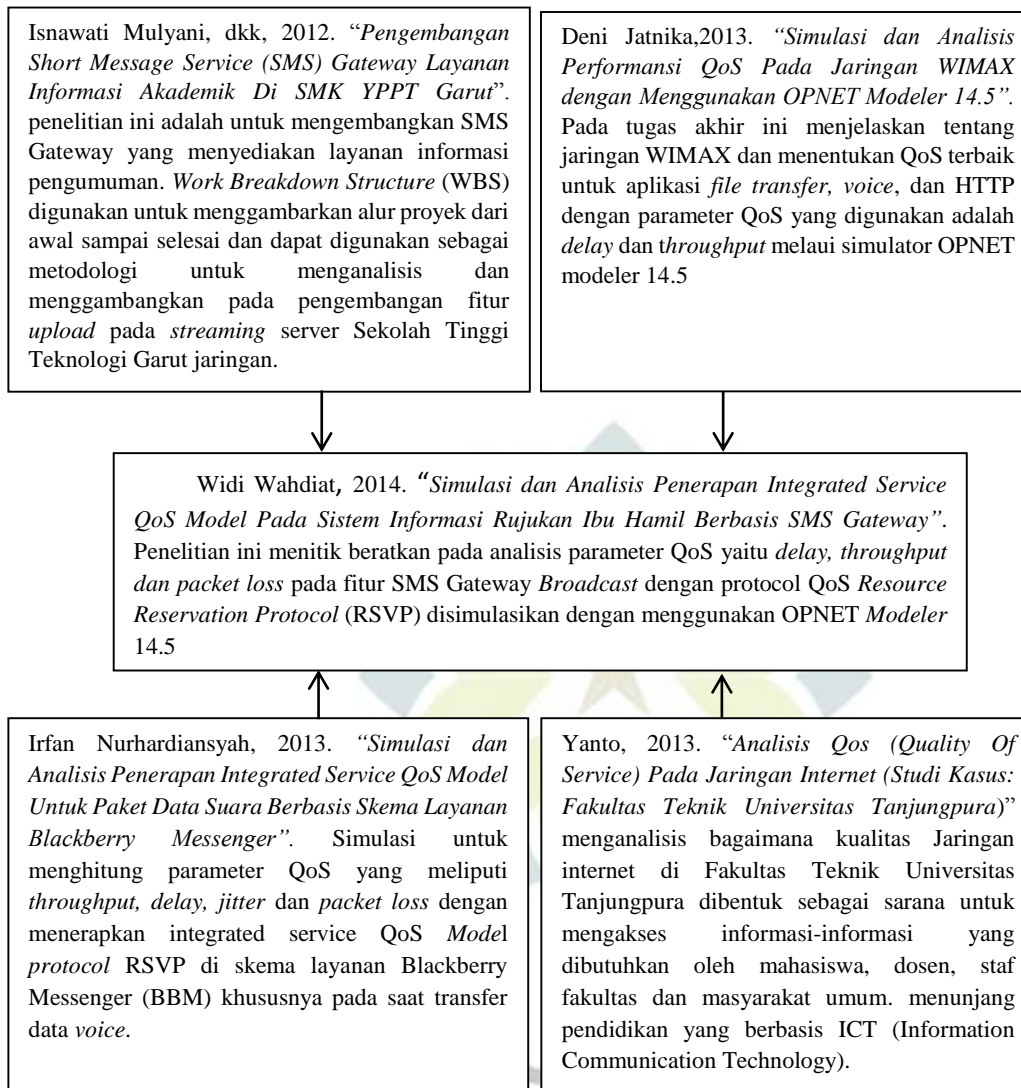 Isnawati Mulyani, dkk, 2012. “Pengembangan
Short Message Service (SMS) Gateway Layanan
Informasi Akademik Di SMK YPPT Garut”.
penelitian ini adalah untuk mengembangkan SMS
Gateway yang menyediakan layanan informasi
pengumuman. Work Breakdown Structure (WBS)
digunakan untuk menggambarkan alur proyek dari
awal sampai selesai dan dapat digunakan sebagai
metodologi untuk menganalisis dan
menggambangkan pada pengembangan fitur
upload pada streaming server Sekolah Tinggi
Teknologi Garut jaringan.
Deni Jatnika,2013. “Simulasi dan Analisis
Performansi QoS Pada Jaringan WIMAX
dengan Menggunakan OPNET Modeler 14.5”.
Pada tugas akhir ini menjelaskan tentang
jaringan WIMAX dan menentukan QoS terbaik
untuk aplikasi file transfer, voice, dan HTTP
dengan parameter QoS yang digunakan adalah
delay dan throughput melaui simulator OPNET
modeler 14.5
Widi Wahdiat, 2014. “Simulasi dan Analisis Penerapan Integrated Service
QoS Model Pada Sistem Informasi Rujukan Ibu Hamil Berbasis SMS Gateway”.
Penelitian ini menitik beratkan pada analisis parameter QoS yaitu delay, throughput
dan packet loss pada fitur SMS Gateway Broadcast dengan protocol QoS Resource
Reservation Protocol (RSVP) disimulasikan dengan menggunakan OPNET Modeler
14.5
Irfan Nurhardiansyah, 2013. “Simulasi dan
Analisis Penerapan Integrated Service QoS Model
Untuk Paket Data Suara Berbasis Skema Layanan
Blackberry Messenger”. Simulasi untuk
menghitung parameter QoS yang meliputi
throughput, delay, jitter dan packet loss dengan
menerapkan integrated service QoS Model
protocol RSVP di skema layanan Blackberry
Messenger (BBM) khususnya pada saat transfer
data voice.
Yanto, 2013. “Analisis Qos (Quality Of
Service) Pada Jaringan Internet (Studi Kasus:
Fakultas Teknik Universitas Tanjungpura)”
menganalisis bagaimana kualitas Jaringan
internet di Fakultas Teknik Universitas
Tanjungpura dibentuk sebagai sarana untuk
mengakses informasi-informasi yang
dibutuhkan oleh mahasiswa, dosen, staf
fakultas dan masyarakat umum. menunjang
pendidikan yang berbasis ICT (Information
Communication Technology).